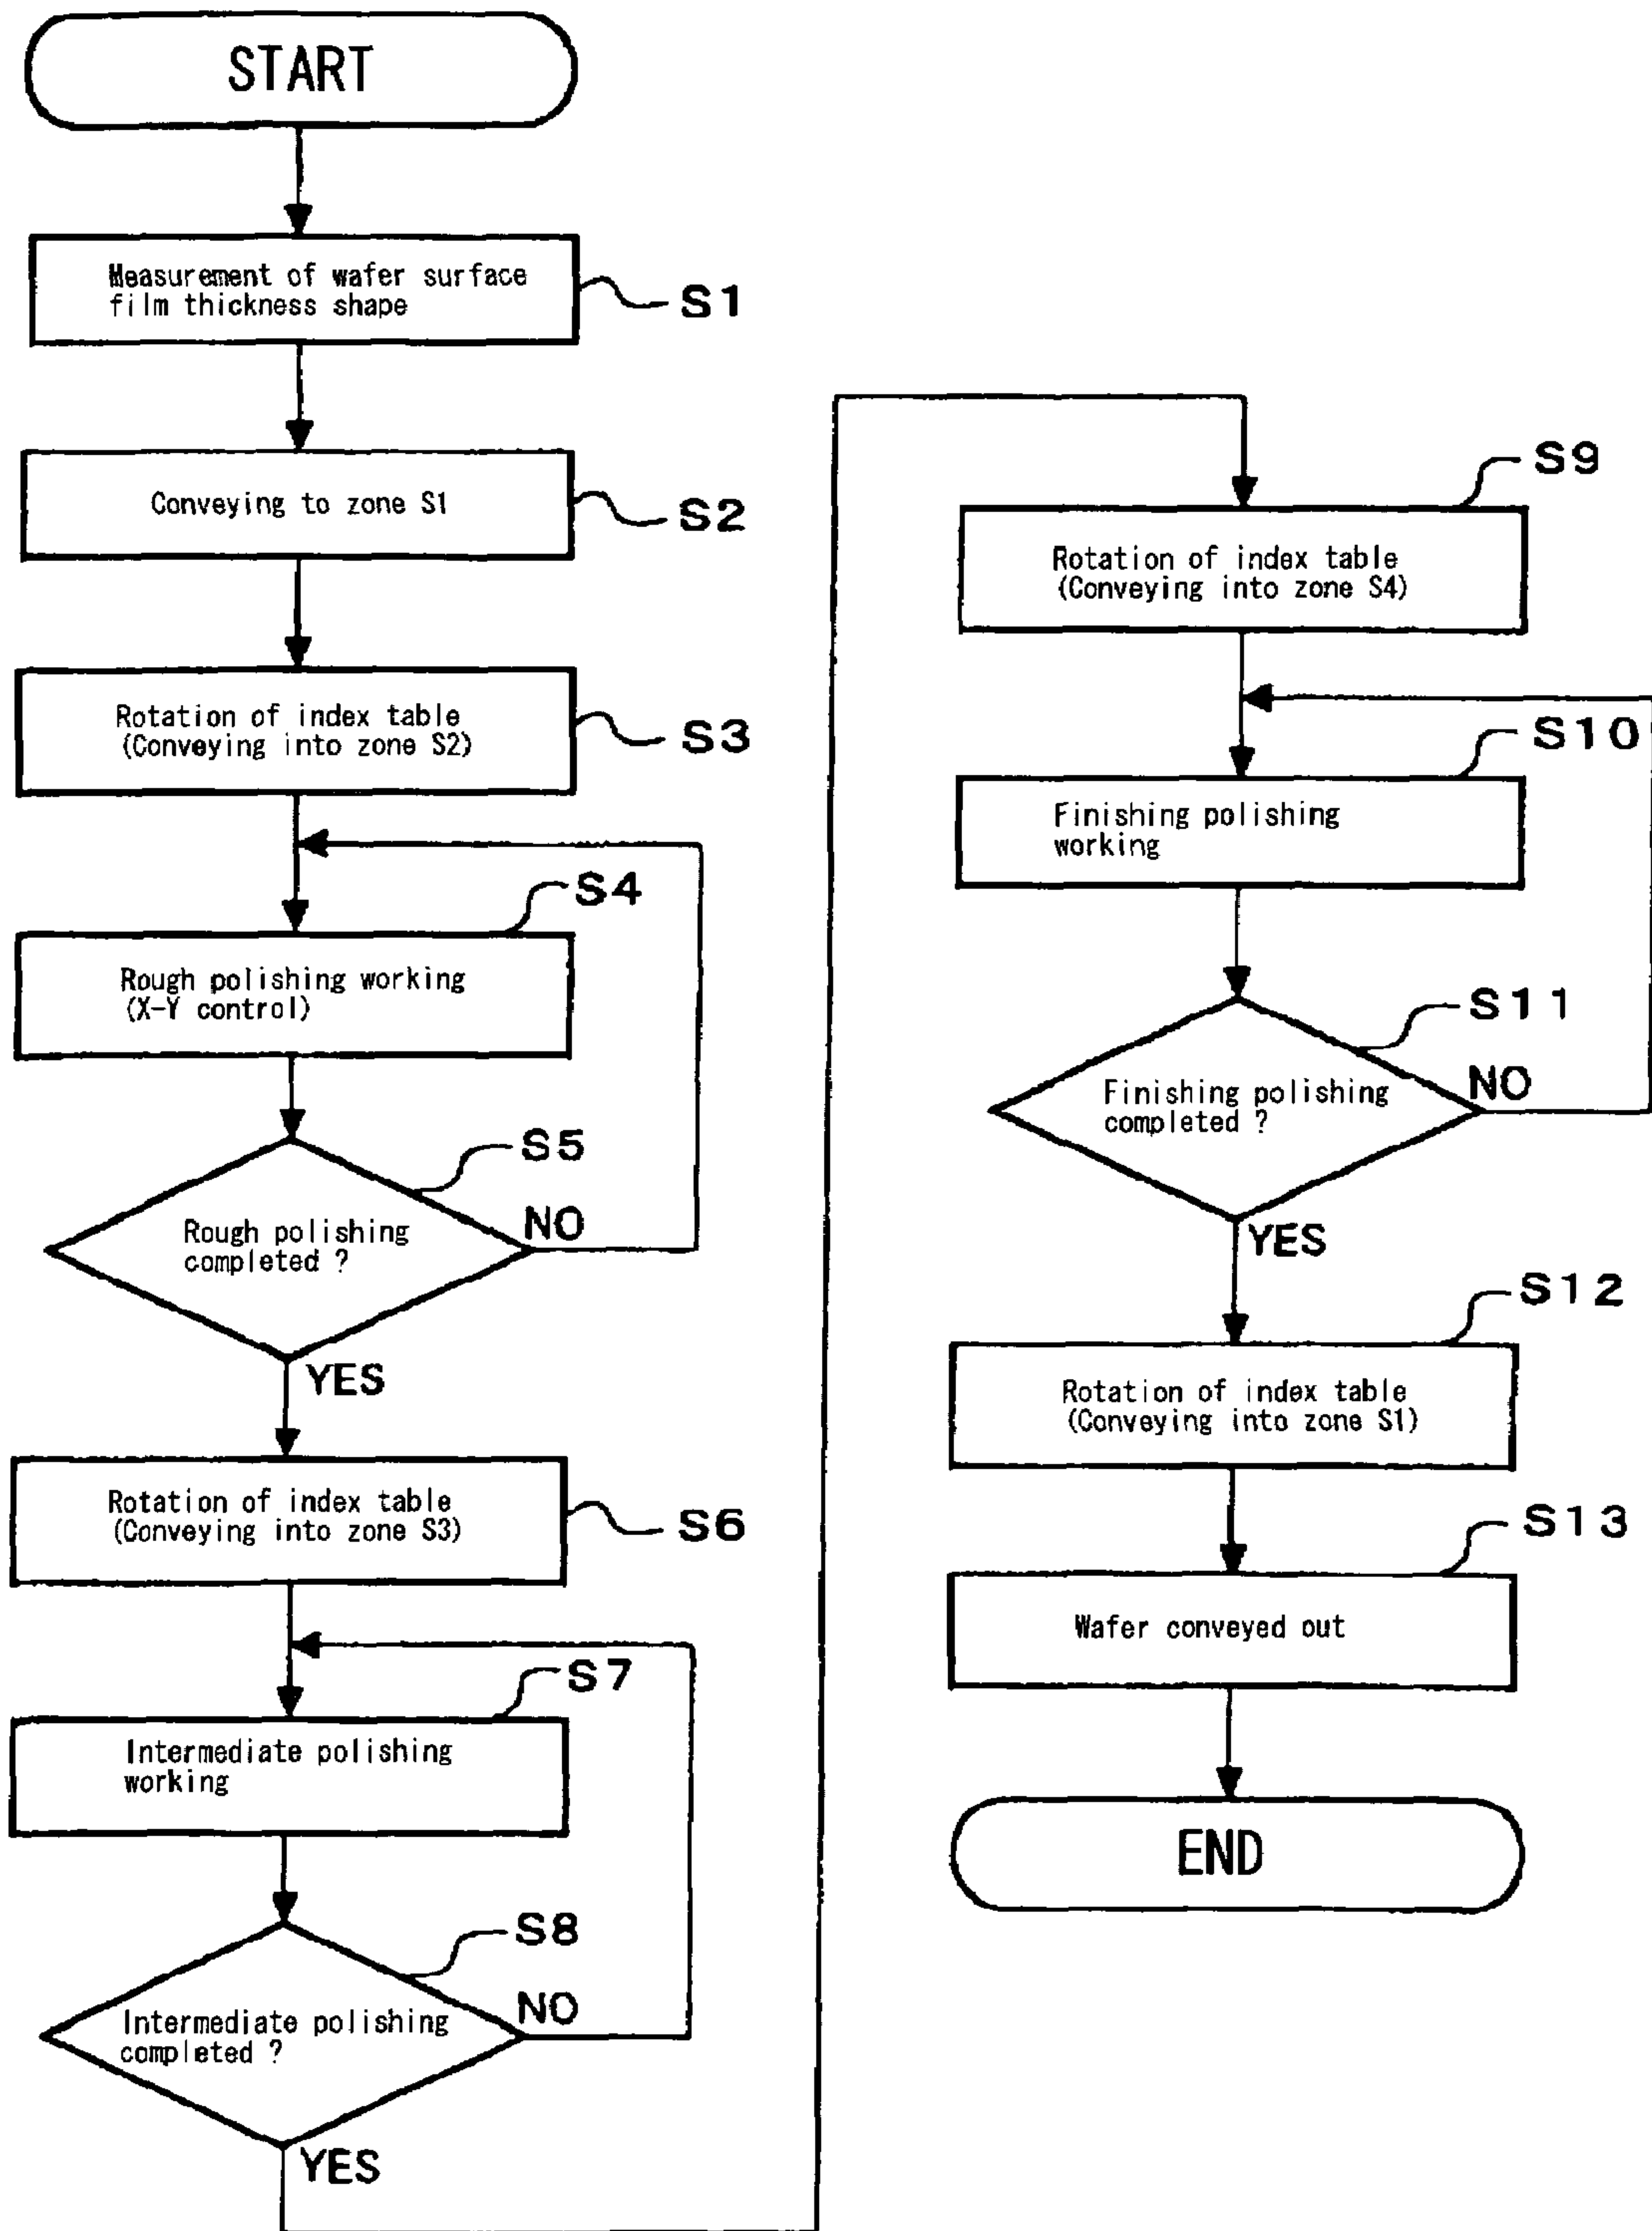 START
Measurement of wafer surface
film thickness shape
S1
Conveying to zone S1
S2
Rotation of index table
(Conveying into zone S2)
S3
S4
Rough polishing working
(X-Y control)
S5
Rough polishing
completed ?
NO
YES
Rotation of index table
(Conveying into zone S3)
S6
S7
Intermediate polishing
working
S8
Intermediate polishing
completed ?
NO
YES
S9
Rotation of index table
(Conveying into zone S4)
S10
Finishing polishing
working
S11
Finishing polishing
completed ?
NO
YES
S12
Rotation of index table
(Conveying into zone S1)
S13
Wafer conveyed out
END